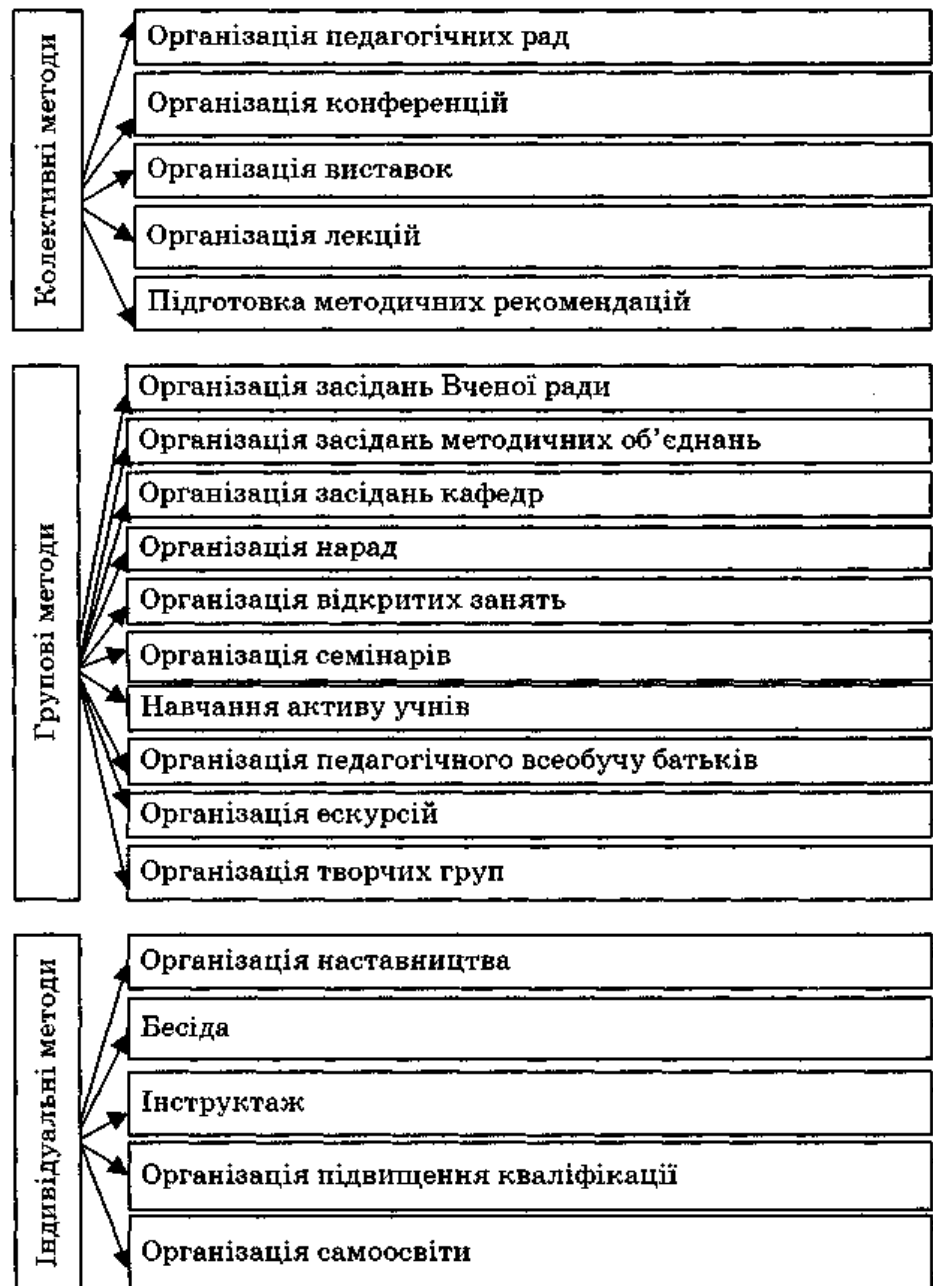 Колективні методи
Організація педагогічних рад
Організація конференцій
Організація виставок
Організація лекцій
Підготовка методичних рекомендацій
Групові методи
Організація засідань Вченої ради
Організація засідань методичних об’єднань
Організація засідань кафедр
Організація нарад
Організація відкритих занять
Організація семінарів
Навчання активу учнів
Організація педагогічного всеобучу батьків
Організація ескурсій
Організація творчих груп
Індивідуальні методи
Організація наставництва
Бесіда
Інструктаж
Організація підвищення кваліфікації
Організація самоосвіти